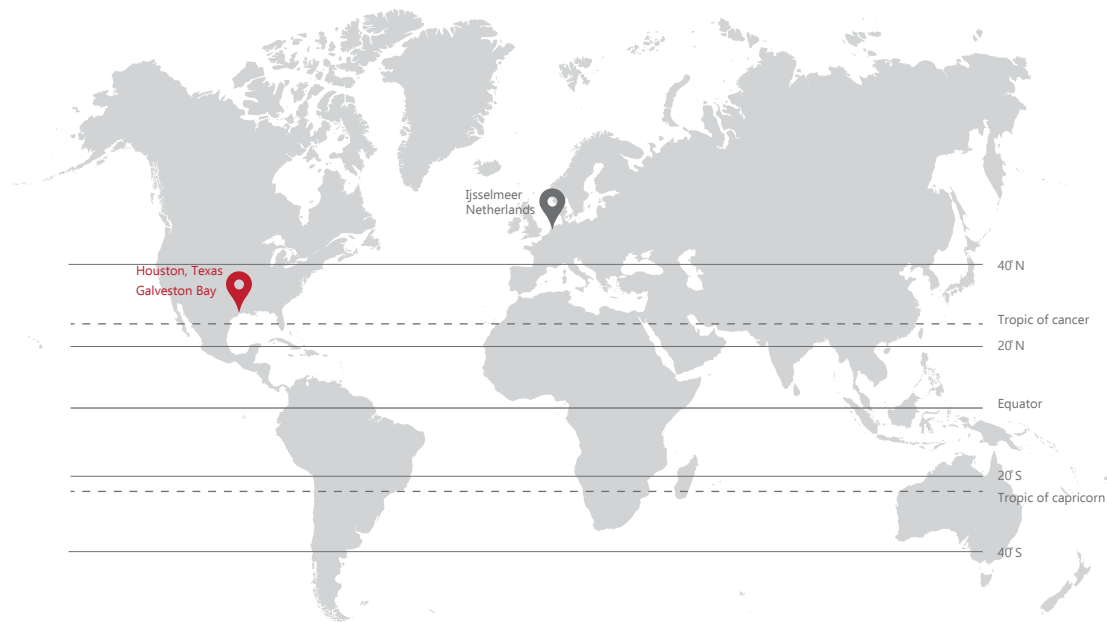 Ijsselmeer
Netherlands
40° N
Houston, Texas
Galveston Bay
Tropic of cancer
20° N
Equator
20° S
Tropic of capricorn
40° S